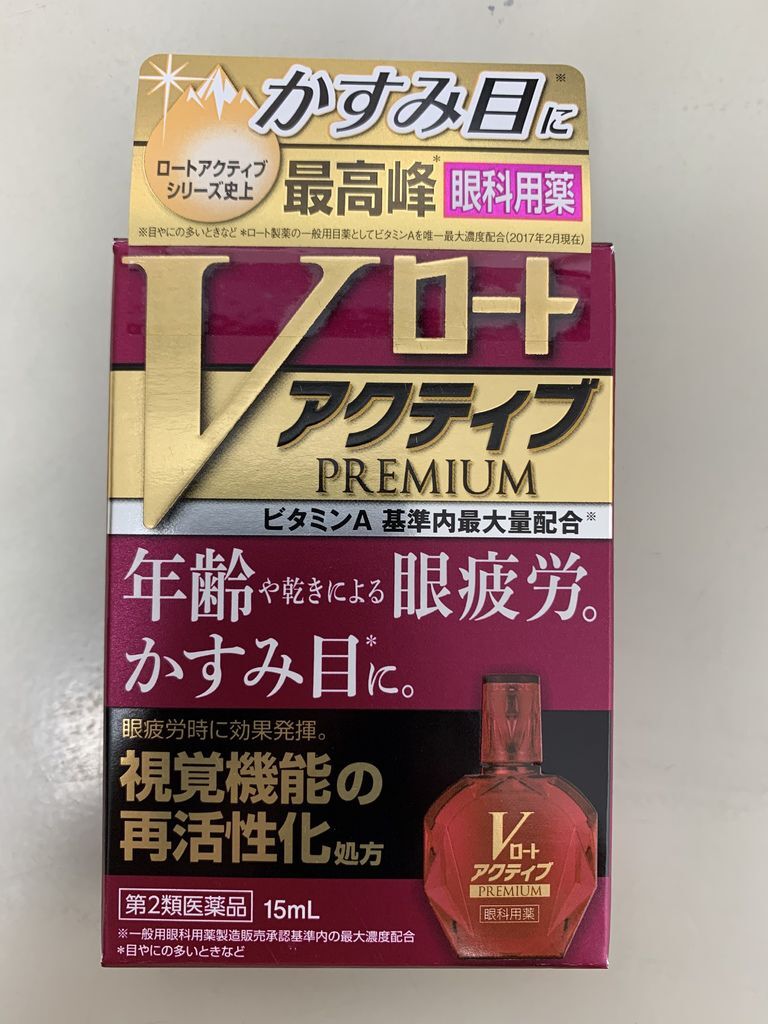 かすみ目に※
ロートアクティブ
シリーズ史上
最高峰* 眼科用薬
※目やにの多いときなど *ロート製薬の一般用目薬としてビタミンAを唯一最大濃度配合(2017年2月現在)
Vロート
アクティブ
PREMIUM
ビタミンA 基準内最大量配合※
年齢や乾きによる眼疲労。
かすみ目*に。
眼疲労時に効果発揮。
視覚機能の
再活性化処方
第2類医薬品 15mL
※一般用眼科用薬製造販売承認基準内の最大濃度配合
*目やにの多いときなど
Vロート
アクティブ
PREMIUM
眼科用薬